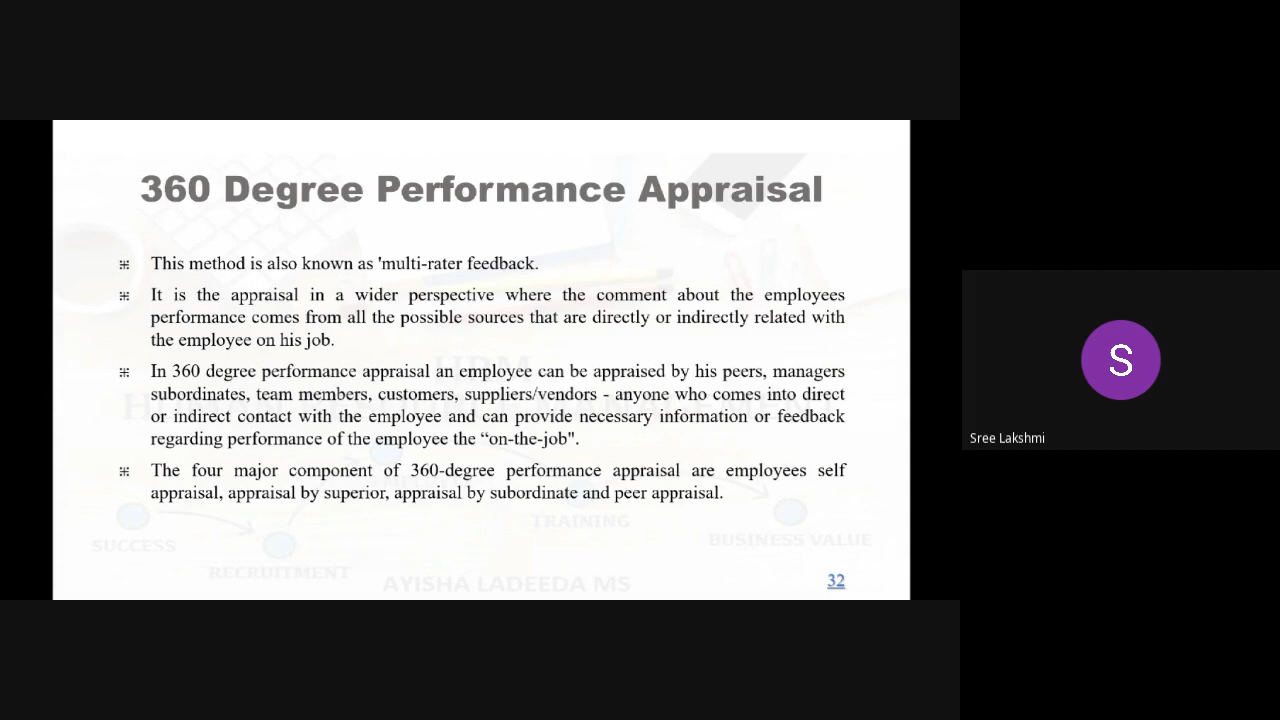 360 Degree Performance Appraisal
This method is also known as 'multi-rater feedback.
It is the appraisal in a wider perspective where the comment about the employees
performance comes from all the possible sources that are directly or indirectly related with
the employee on his job.
In 360 degree performance appraisal an employee can be appraised by his peers, managers
subordinates, team members, customers, suppliers/vendors - anyone who comes into direct
or indirect contact with the employee and can provide necessary information or feedback
regarding performance of the employee the “on-the-job".
The four major component of 360-degree performance appraisal are employees self
appraisal, appraisal by superior, appraisal by subordinate and peer appraisal.
HRM
TRAINING
BUSINESS VALUE
SUCCESS
RECRUITMENT
AYISHA LADEEDA MS
32
S
Sree Lakshmi